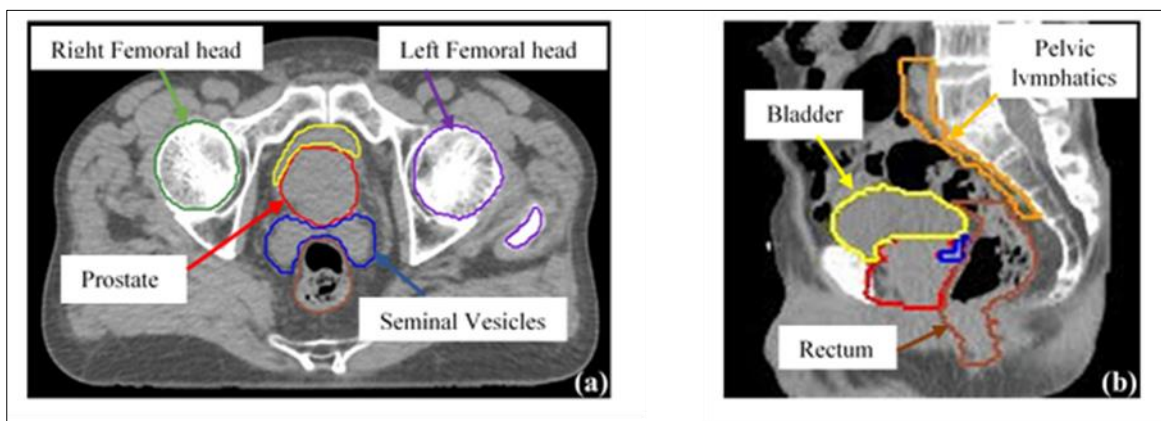 Right Femoral head
Left Femoral head
Prostate
Seminal Vesicles
(a)
Pelvic
lymphatics
Bladder
Rectum
(b)